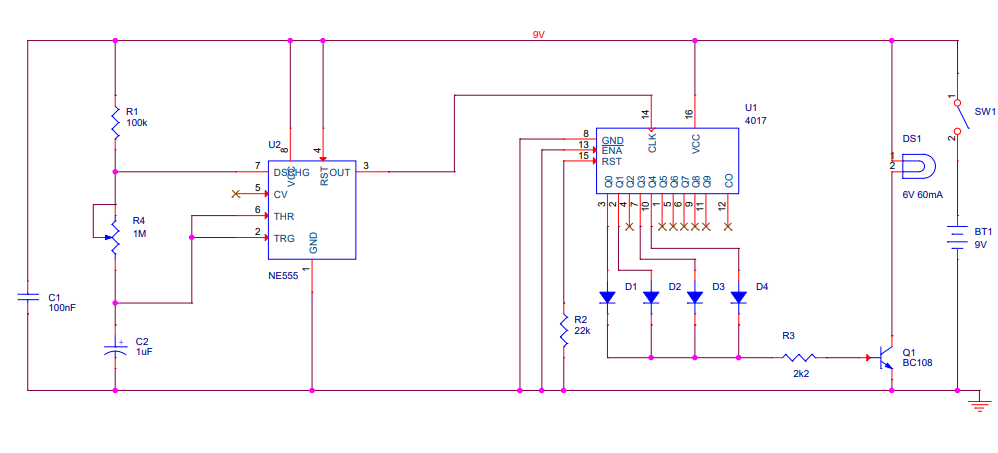 9V
R1
100k
R4
1M
C1
100nF
C2
1uF
U2
8
4
7
DSCHG
VCC
RST
OUT
3
5
CV
6
THR
2
TRG
GND
1
NE555
U1
4017
14
16
8
GND
13
ENA
15
RST
CLK
VCC
Q0
Q1
Q2
Q3
Q4
Q5
Q6
Q7
Q8
Q9
CO
3
2
4
7
10
1
5
6
9
11
12
D1
D2
D3
D4
R2
22k
R3
2k2
Q1
BC108
DS1
1
2
6V 60mA
SW1
1
2
BT1
9V